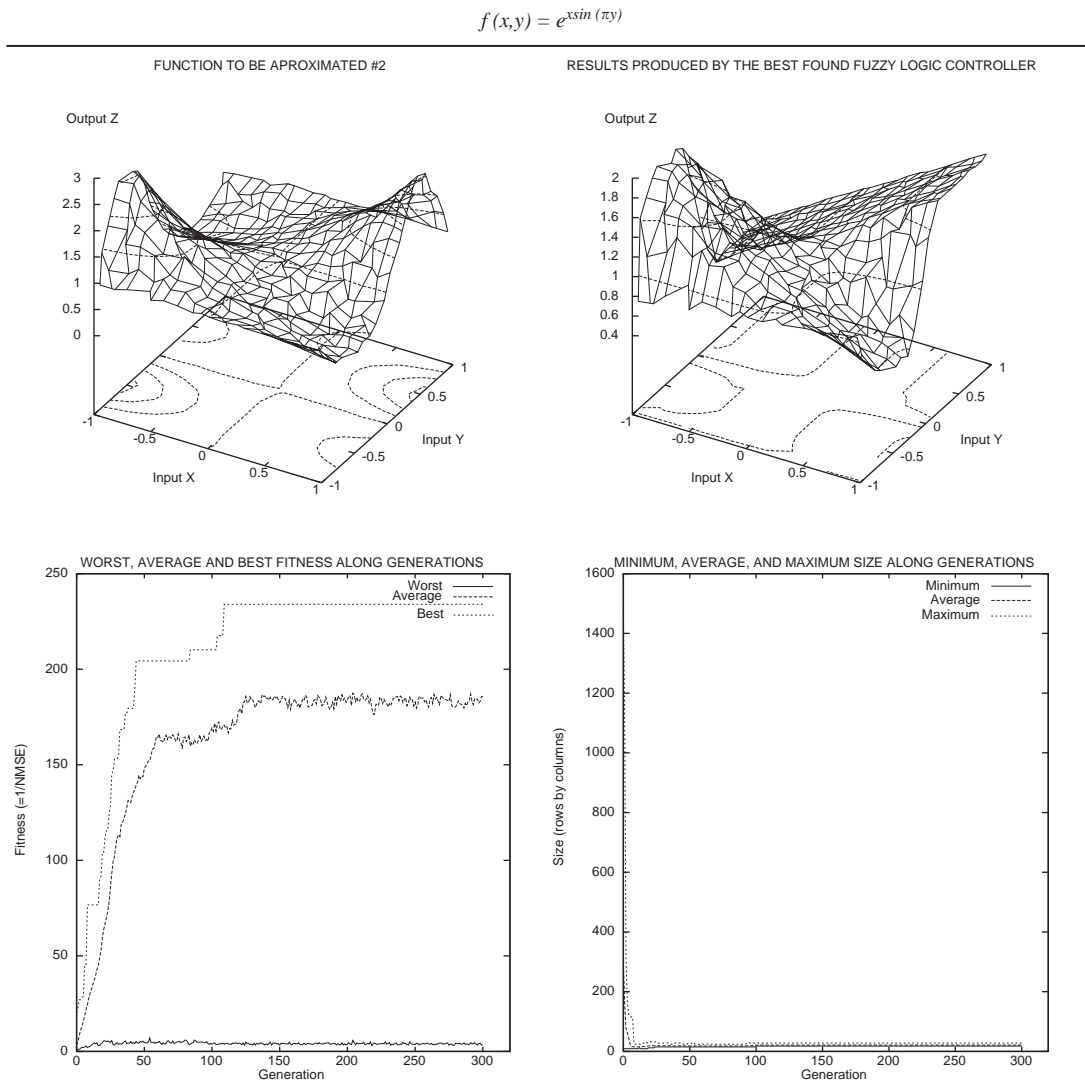 f(x,y) = e^{xsin (πy)}
FUNCTION TO BE APROXIMATED #2
Output Z
3
2.5
2
1.5
1
0.5
0
-1
-0.5
0
0.5
1
Input X
-1
-0.5
0
0.5
1
Input Y
RESULTS PRODUCED BY THE BEST FOUND FUZZY LOGIC CONTROLLER
Output Z
2
1.8
1.6
1.4
1.2
1
0.8
0.6
0.4
-1
-0.5
0
0.5
1
Input X
-1
-0.5
0
0.5
1
Input Y
WORST, AVERAGE AND BEST FITNESS ALONG GENERATIONS
Worst
Average
Best
250
200
150
100
50
0
Fitness (=1/NMSE)
0 50 100 150 200 250 300
Generation
MINIMUM, AVERAGE, AND MAXIMUM SIZE ALONG GENERATIONS
Minimum
Average
Maximum
1600
1400
1200
1000
800
600
400
200
0
Size (rows by columns)
0 50 100 150 200 250 300
Generation